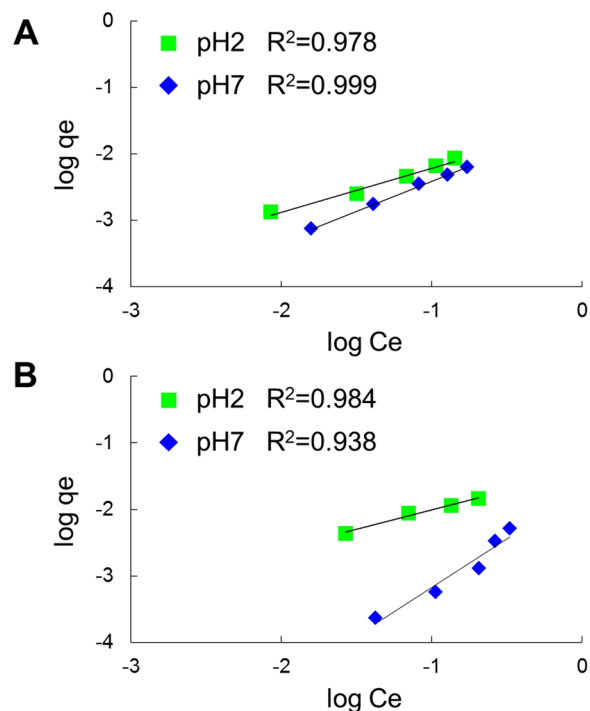 A
0
pH2 R²=0.978
pH7 R²=0.999
-1
-2
-3
-4
log qe
-3 -2 -1 0
log Ce
B
0
pH2 R²=0.984
pH7 R²=0.938
-1
-2
-3
-4
log qe
-3 -2 -1 0
log Ce